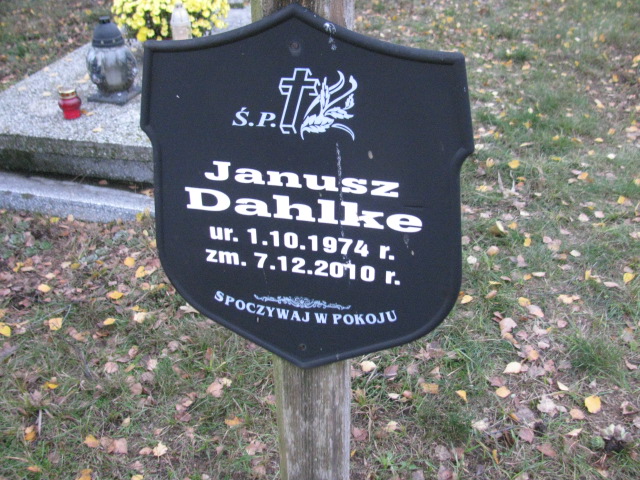 Ś.P.
Janusz
Dahlke
ur. 1.10.1974 r.
zm. 7.12.2010 r.
SPOCZYWAJ W POKOJU